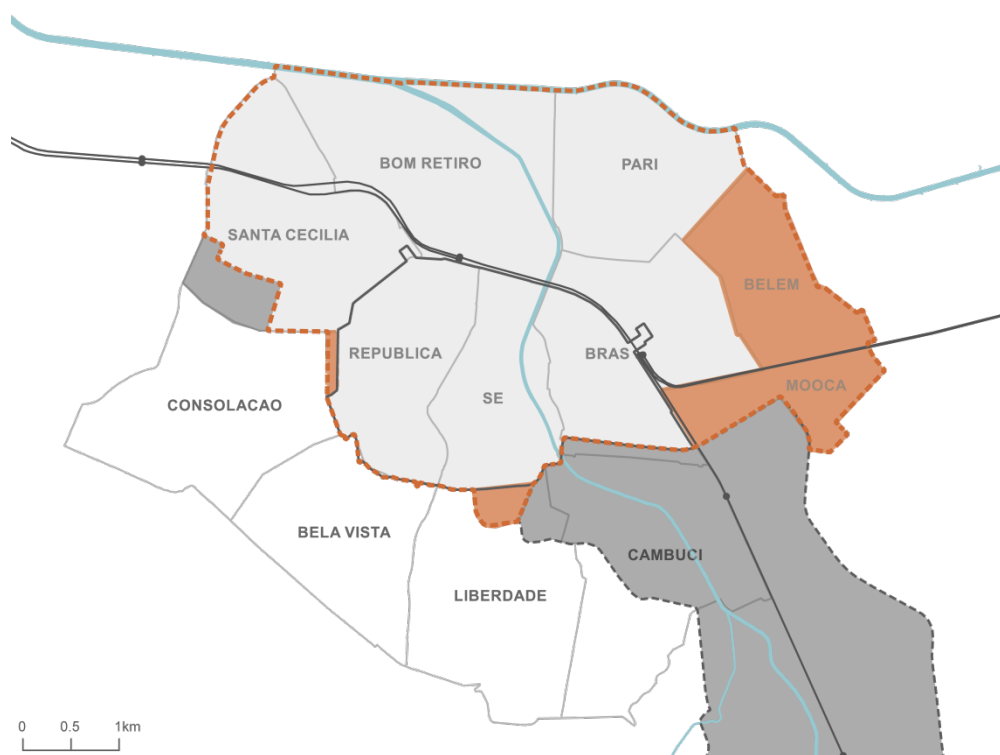 BOM RETIRO
PARI
SANTA CECILIA
BELEM
REPUBLICA
BRAS
MOOCA
CONSOLACAO
SE
BELA VISTA
CAMBUCI
LIBERDADE
0 0.5 1km